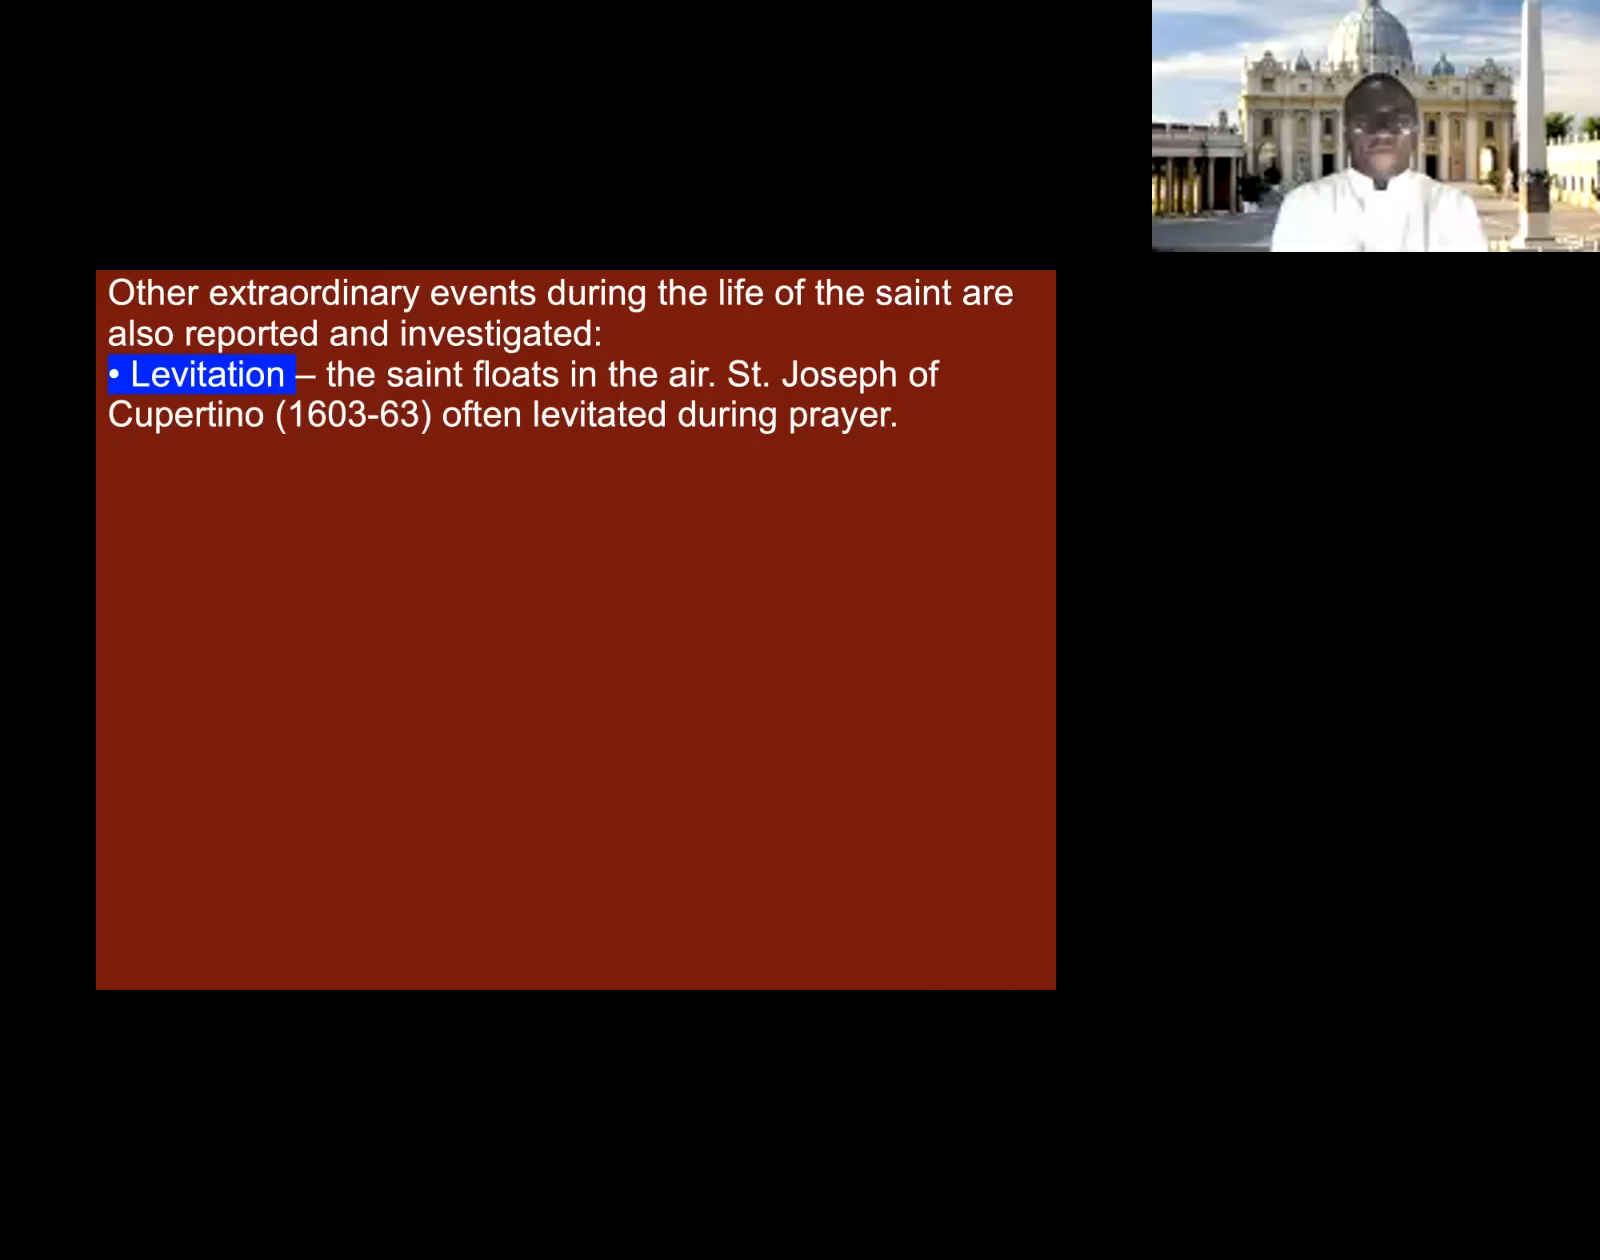 Other extraordinary events during the life of the saint are
also reported and investigated:
• Levitation – the saint floats in the air. St. Joseph of
Cupertino (1603-63) often levitated during prayer.